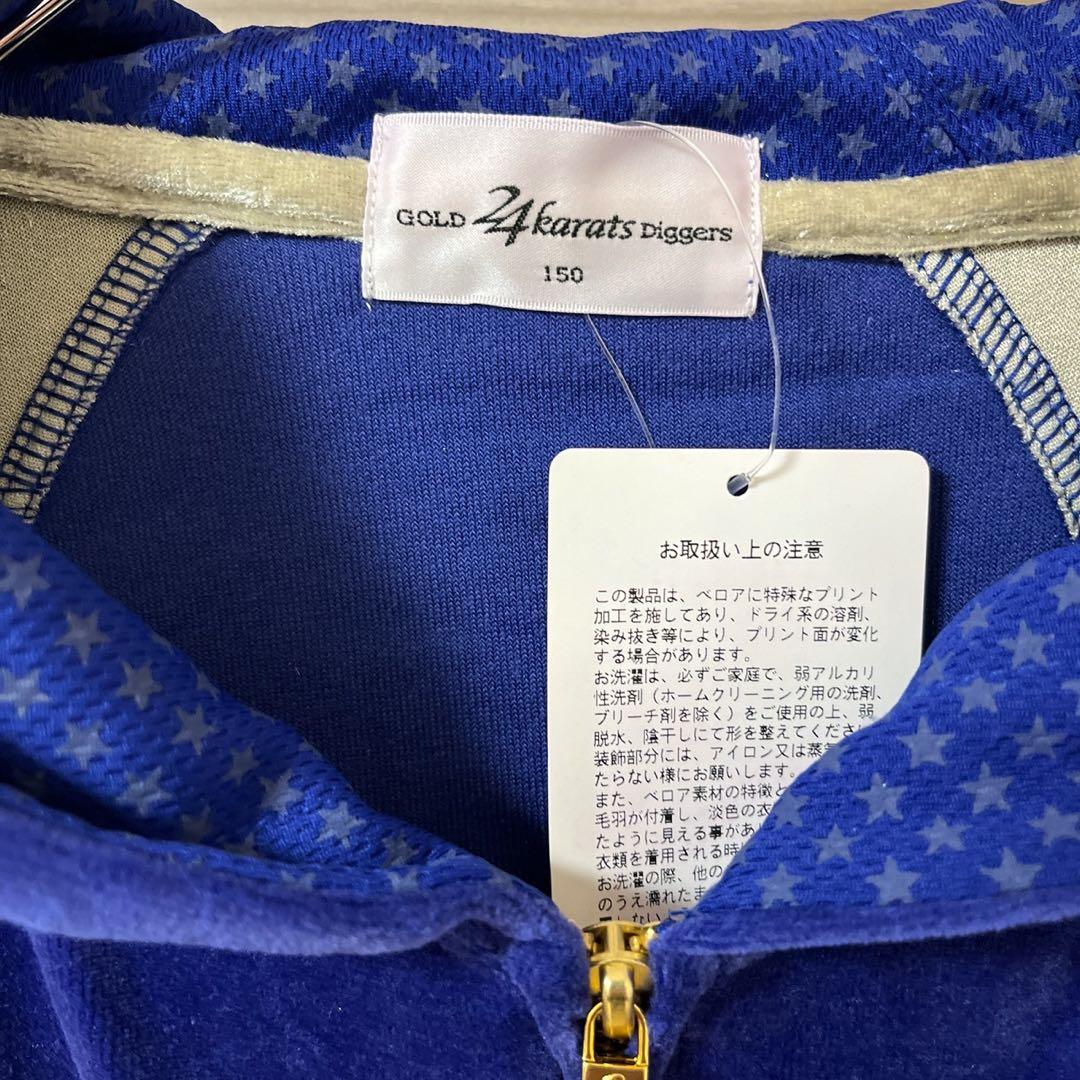 GOLD 24karats Diggers
150
お取扱い上の注意
この製品は、ベロアに特殊なプリント
加工を施してあり、ドライ系の溶剤、
染み抜き等により、プリント面が変化
する場合があります。
お洗濯は、必ずご家庭で、弱アルカリ
性洗剤（ホームクリーニング用の洗剤、
ブリーチ剤を除く）をご使用の上、弱
脱水、陰干しにて形を整えてくださ
装飾部分には、アイロン又は蒸気
たらない様にお願いします。
また、ベロア素材の特徴と
毛羽が付着し、淡色の衣
たように見える事があ
衣類を着用される時
お洗濯の際、他の
のうえ濡れたま
しない